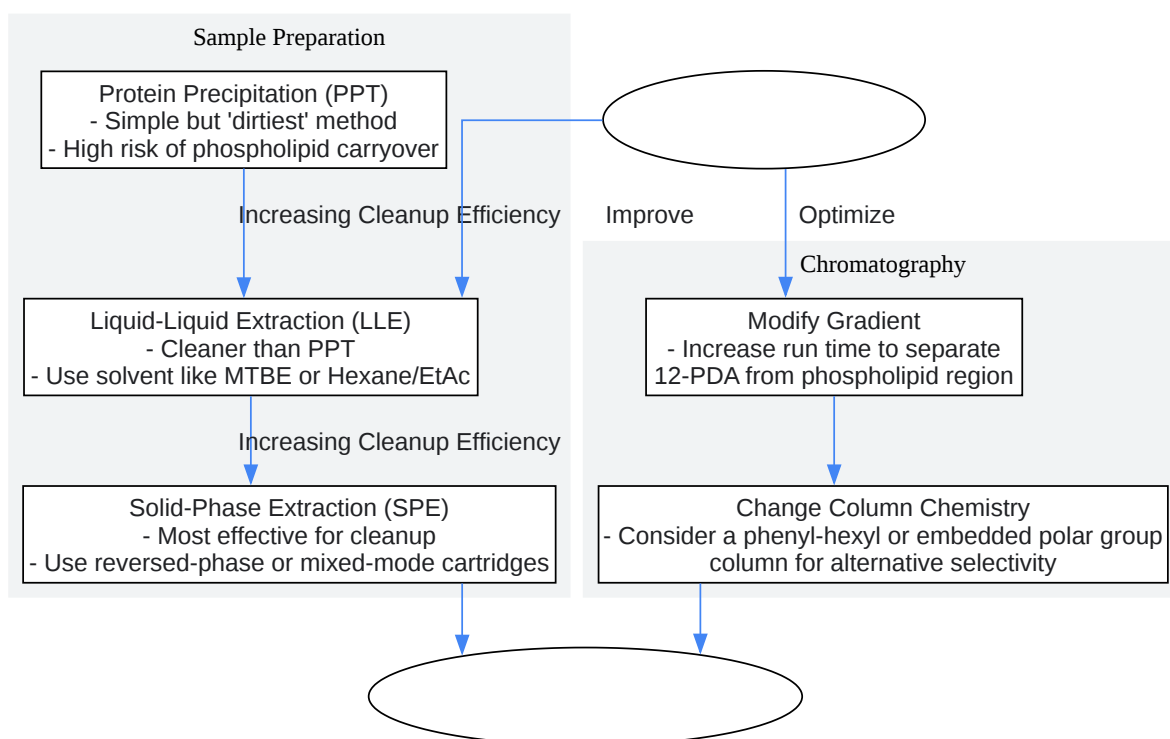 Sample Preparation
Protein Precipitation (PPT)
- Simple but 'dirtiest' method
- High risk of phospholipid carryover
Increasing Cleanup Efficiency
Improve
Optimize
Liquid-Liquid Extraction (LLE)
- Cleaner than PPT
- Use solvent like MTBE or Hexane/EtAc
Increasing Cleanup Efficiency
Solid-Phase Extraction (SPE)
- Most effective for cleanup
- Use reversed-phase or mixed-mode cartridges
Chromatography
Modify Gradient
- Increase run time to separate
12-PDA from phospholipid region
Change Column Chemistry
- Consider a phenyl-hexyl or embedded polar group
column for alternative selectivity